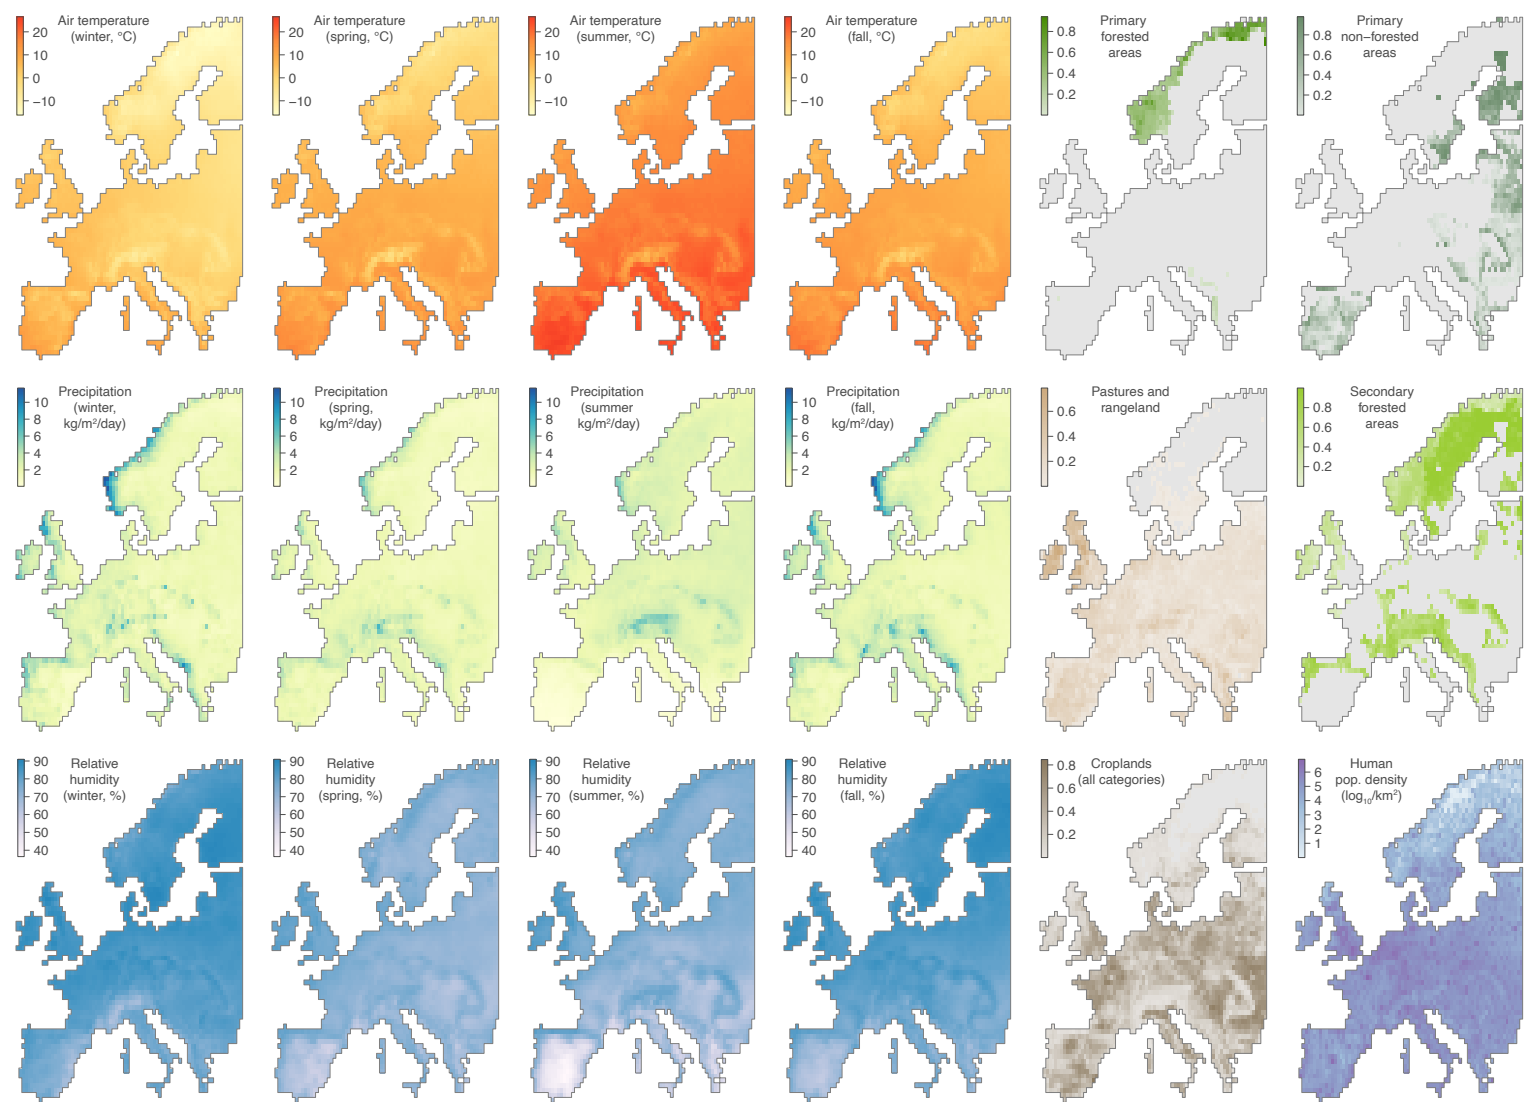 Air temperature
(winter, °C)
20
10
0
−10
Air temperature
(spring, °C)
20
10
0
−10
Air temperature
(summer, °C)
20
10
0
−10
Air temperature
(fall, °C)
20
10
0
−10
Primary
forested
areas
0.8
0.6
0.4
0.2
Primary
non−forested
areas
0.8
0.6
0.4
0.2
Precipitation
(winter,
kg/m²/day)
10
8
6
4
2
Precipitation
(spring,
kg/m²/day)
10
8
6
4
2
Precipitation
(summer
kg/m²/day)
10
8
6
4
2
Precipitation
(fall,
kg/m²/day)
10
8
6
4
2
Pastures and
rangeland
0.6
0.4
0.2
Secondary
forested
areas
0.8
0.6
0.4
0.2
Relative
humidity
(winter, %)
90
80
70
60
50
40
Relative
humidity
(spring, %)
90
80
70
60
50
40
Relative
humidity
(summer, %)
90
80
70
60
50
40
Relative
humidity
(fall, %)
90
80
70
60
50
40
Croplands
(all categories)
0.8
0.6
0.4
0.2
Human
pop. density
(log₁₀/km²)
6
5
4
3
2
1